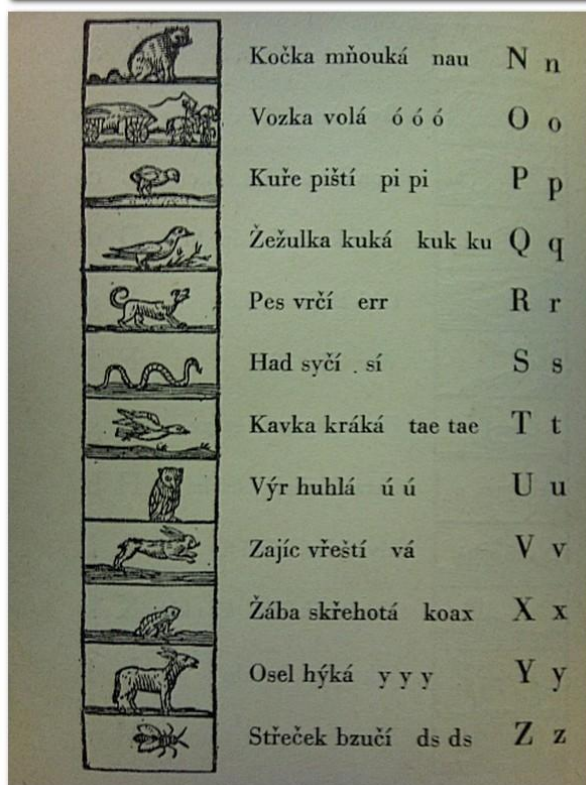 Kočka mňouká nau N n
Vozka volá ó ó ó O o
Kuře piští pi pi P p
Žežulka kuká kuk ku Q q
Pes vrčí err R r
Had syčí . sí S s
Kavka kráká tae tae T t
Výr huhlá ú ú U u
Zajíc vřeští vá V v
Žába skřehotá koax X x
Osel hýká y y y Y y
Střeček bzučí ds ds Z z